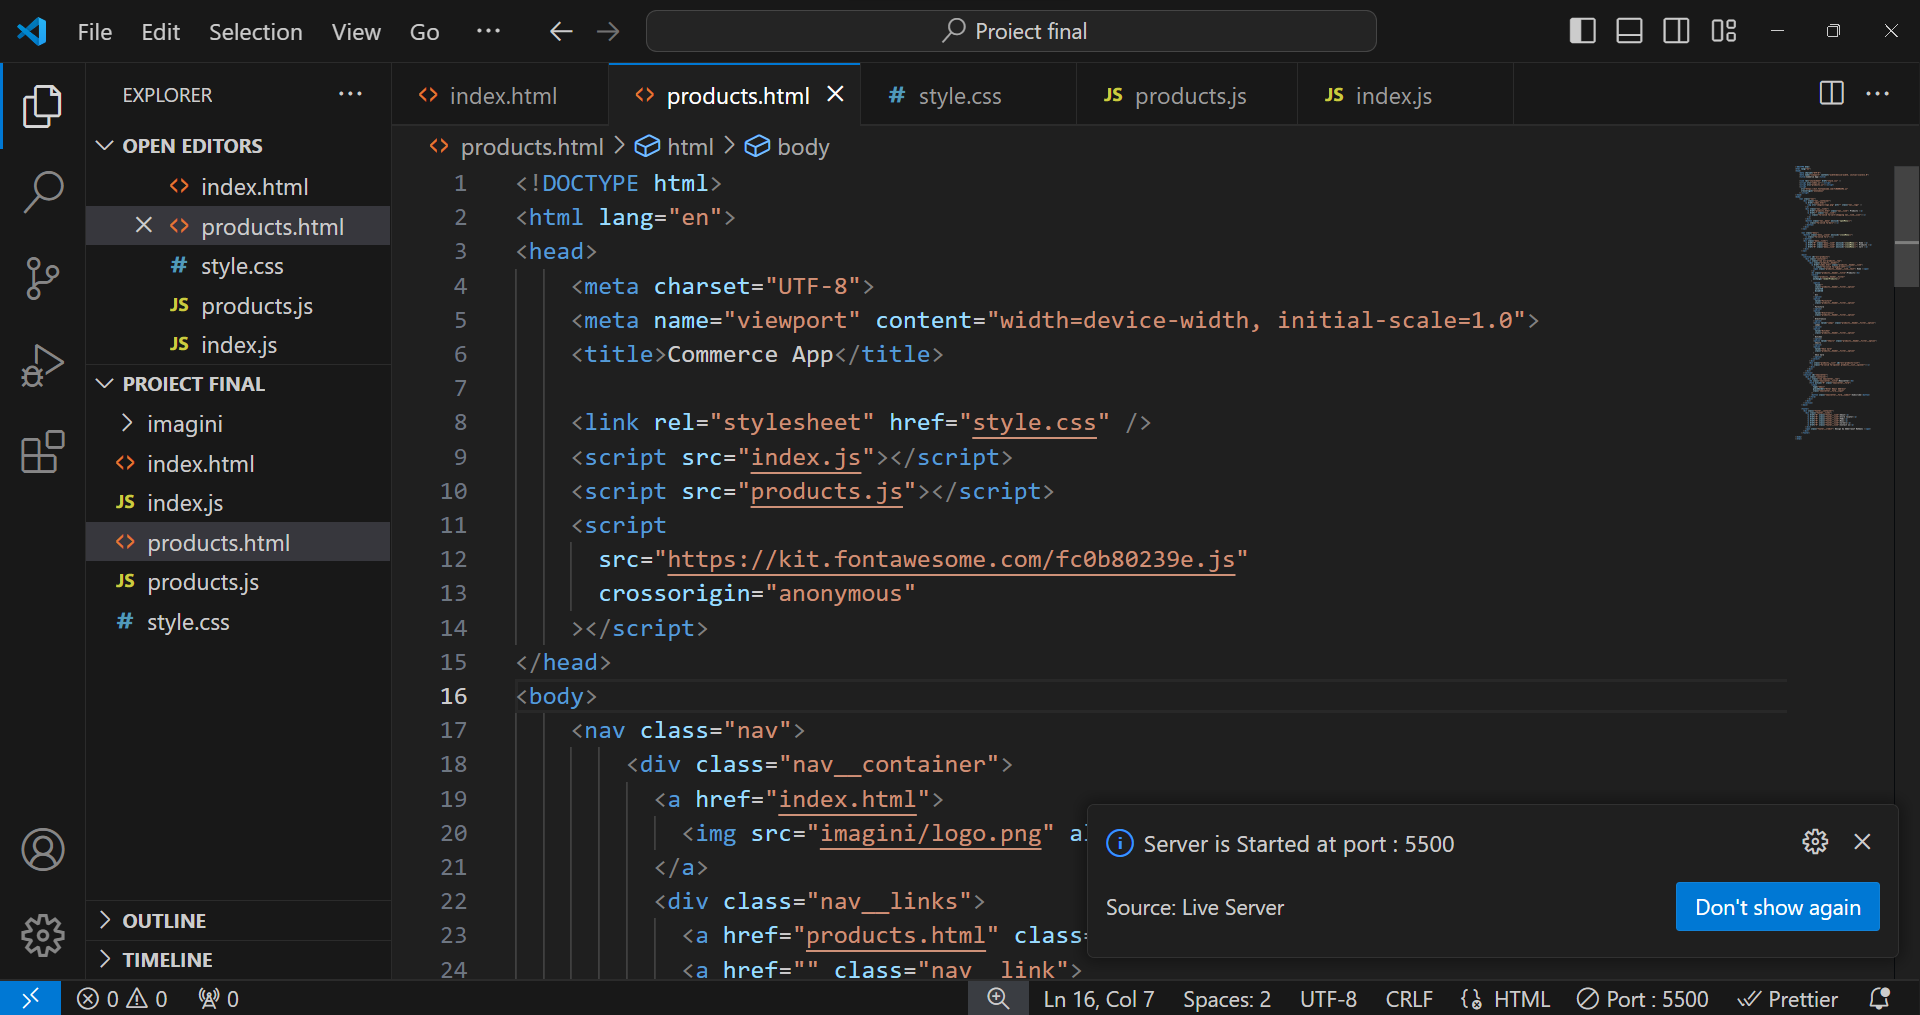 File Edit Selection View Go ··· Proiect final
EXPLORER ···
OPEN EDITORS
index.html
products.html
style.css
products.js
index.js
PROIECT FINAL
imagini
index.html
index.js
products.html
products.js
style.css
OUTLINE
TIMELINE
index.html products.html style.css products.js index.js
products.html > html > body
1 <!DOCTYPE html>
2 <html lang="en">
3 <head>
4 <meta charset="UTF-8">
5 <meta name="viewport" content="width=device-width, initial-scale=1.0">
6 <title>Commerce App</title>
7
8 <link rel="stylesheet" href="style.css" />
9 <script src="index.js"></script>
10 <script src="products.js"></script>
11 <script
12 src="https://kit.fontawesome.com/fc0b80239e.js"
13 crossorigin="anonymous"
14 ></script>
15 </head>
16 <body>
17 <nav class="nav">
18 <div class="nav__container">
19 <a href="index.html">
20 <img src="imagini/logo.png"
21 </a>
22 <div class="nav__links">
23 <a href="products.html" class=
24 <a href="" class="nav__link">
Server is Started at port : 5500
Source: Live Server
Don't show again
0 0 0 Ln 16, Col 7 Spaces: 2 UTF-8 CRLF HTML Port : 5500 Prettier